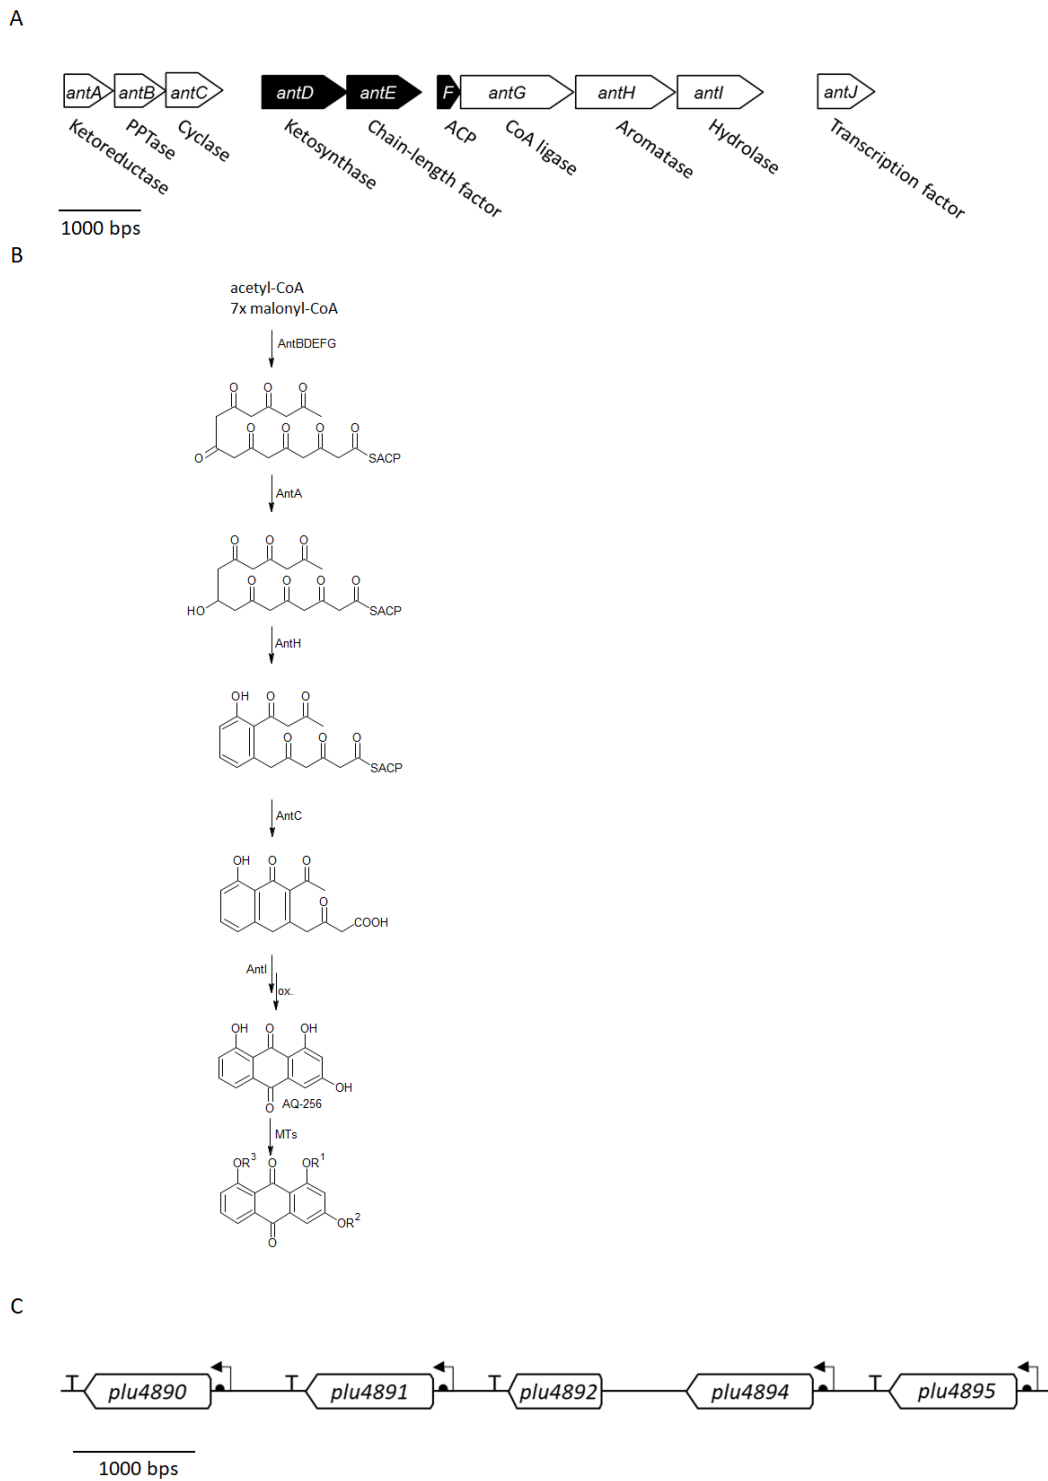 A
antA antB antC antD antE F antG antH antI antJ
Ketoreductase PPTase Cyclase Ketosynthase Chain-length factor ACP CoA ligase Aromatase Hydrolase Transcription factor
1000 bps
B
acetyl-CoA
7x malonyl-CoA
AntBDEFG
O O O
O O O O
O SACP
AntA
O O O
O O O O
HO SACP
AntH
OH O O
O O O
SACP
AntC
OH O O
O
COOH
AntI
ox.
OH O OH
OH
O AQ-256
MTs
OR3 O OR1
OR2
O
C
plu4890 plu4891 plu4892 plu4894 plu4895
1000 bps